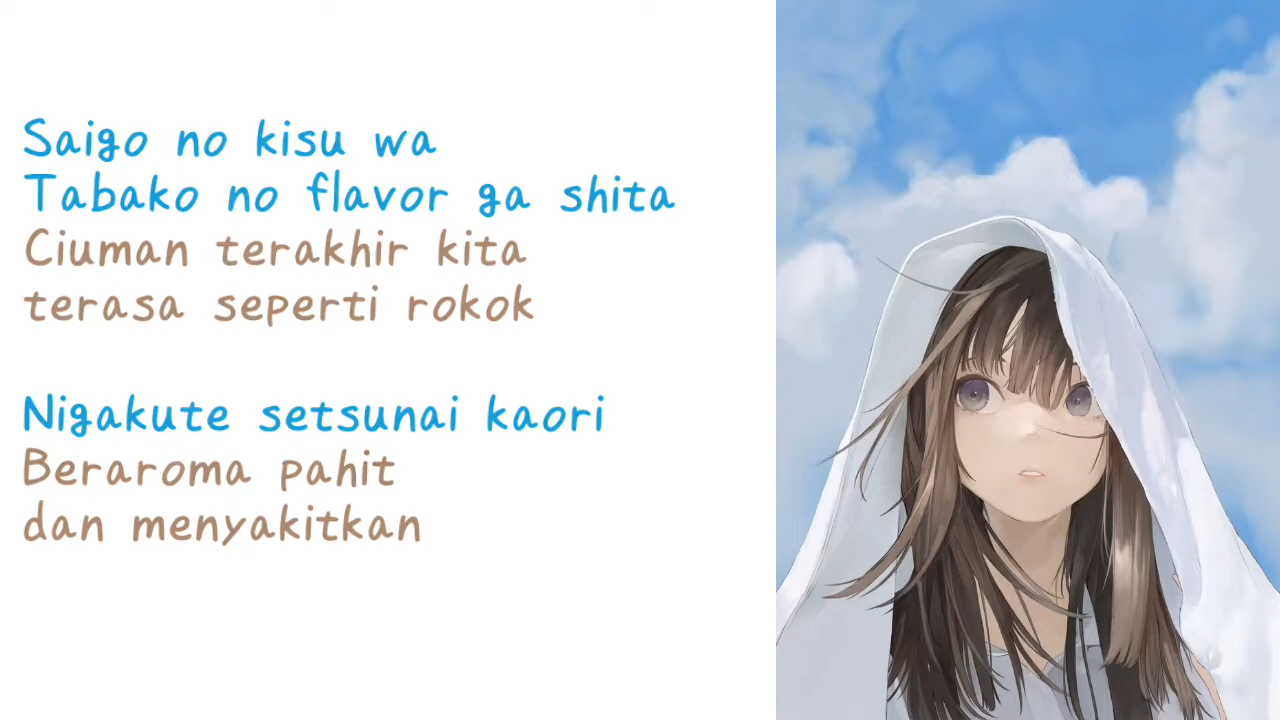 Saigo no kisu wa
Tabako no flavor ga shita
Ciuman terakhir kita
terasa seperti rokok
Nigakute setsunai kaori
Beraroma pahit
dan menyakitkan